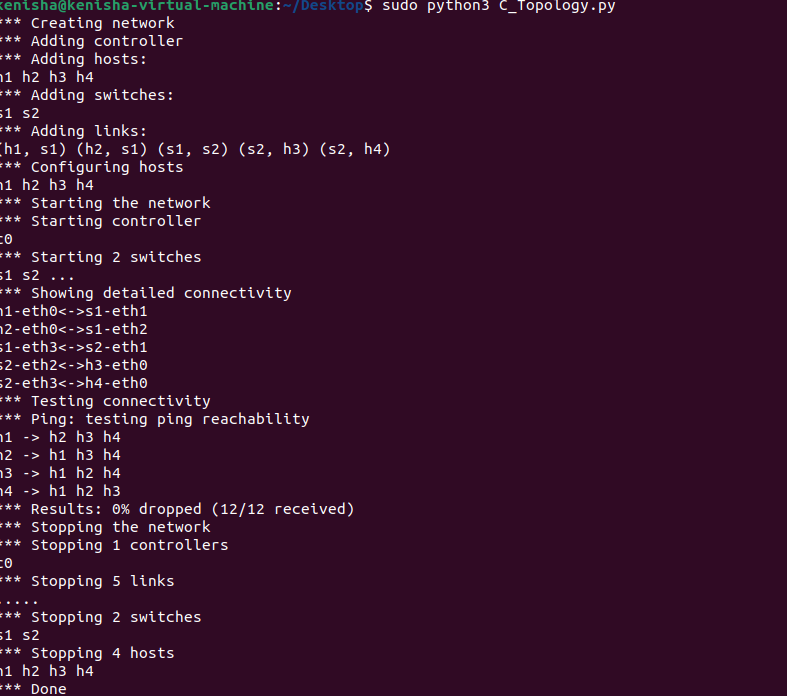 kenisha@kenisha-virtual-machine:~/Desktop$ sudo python3 C_Topology.py
*** Creating network
*** Adding controller
*** Adding hosts:
h1 h2 h3 h4
*** Adding switches:
s1 s2
*** Adding links:
(h1, s1) (h2, s1) (s1, s2) (s2, h3) (s2, h4)
*** Configuring hosts
h1 h2 h3 h4
*** Starting the network
*** Starting controller
c0
*** Starting 2 switches
s1 s2 ...
*** Showing detailed connectivity
h1-eth0<->s1-eth1
h2-eth0<->s1-eth2
s1-eth3<->s2-eth1
s2-eth2<->h3-eth0
s2-eth3<->h4-eth0
*** Testing connectivity
*** Ping: testing ping reachability
h1 -> h2 h3 h4
h2 -> h1 h3 h4
h3 -> h1 h2 h4
h4 -> h1 h2 h3
*** Results: 0% dropped (12/12 received)
*** Stopping the network
*** Stopping 1 controllers
c0
*** Stopping 5 links
.....
*** Stopping 2 switches
s1 s2
*** Stopping 4 hosts
h1 h2 h3 h4
*** Done